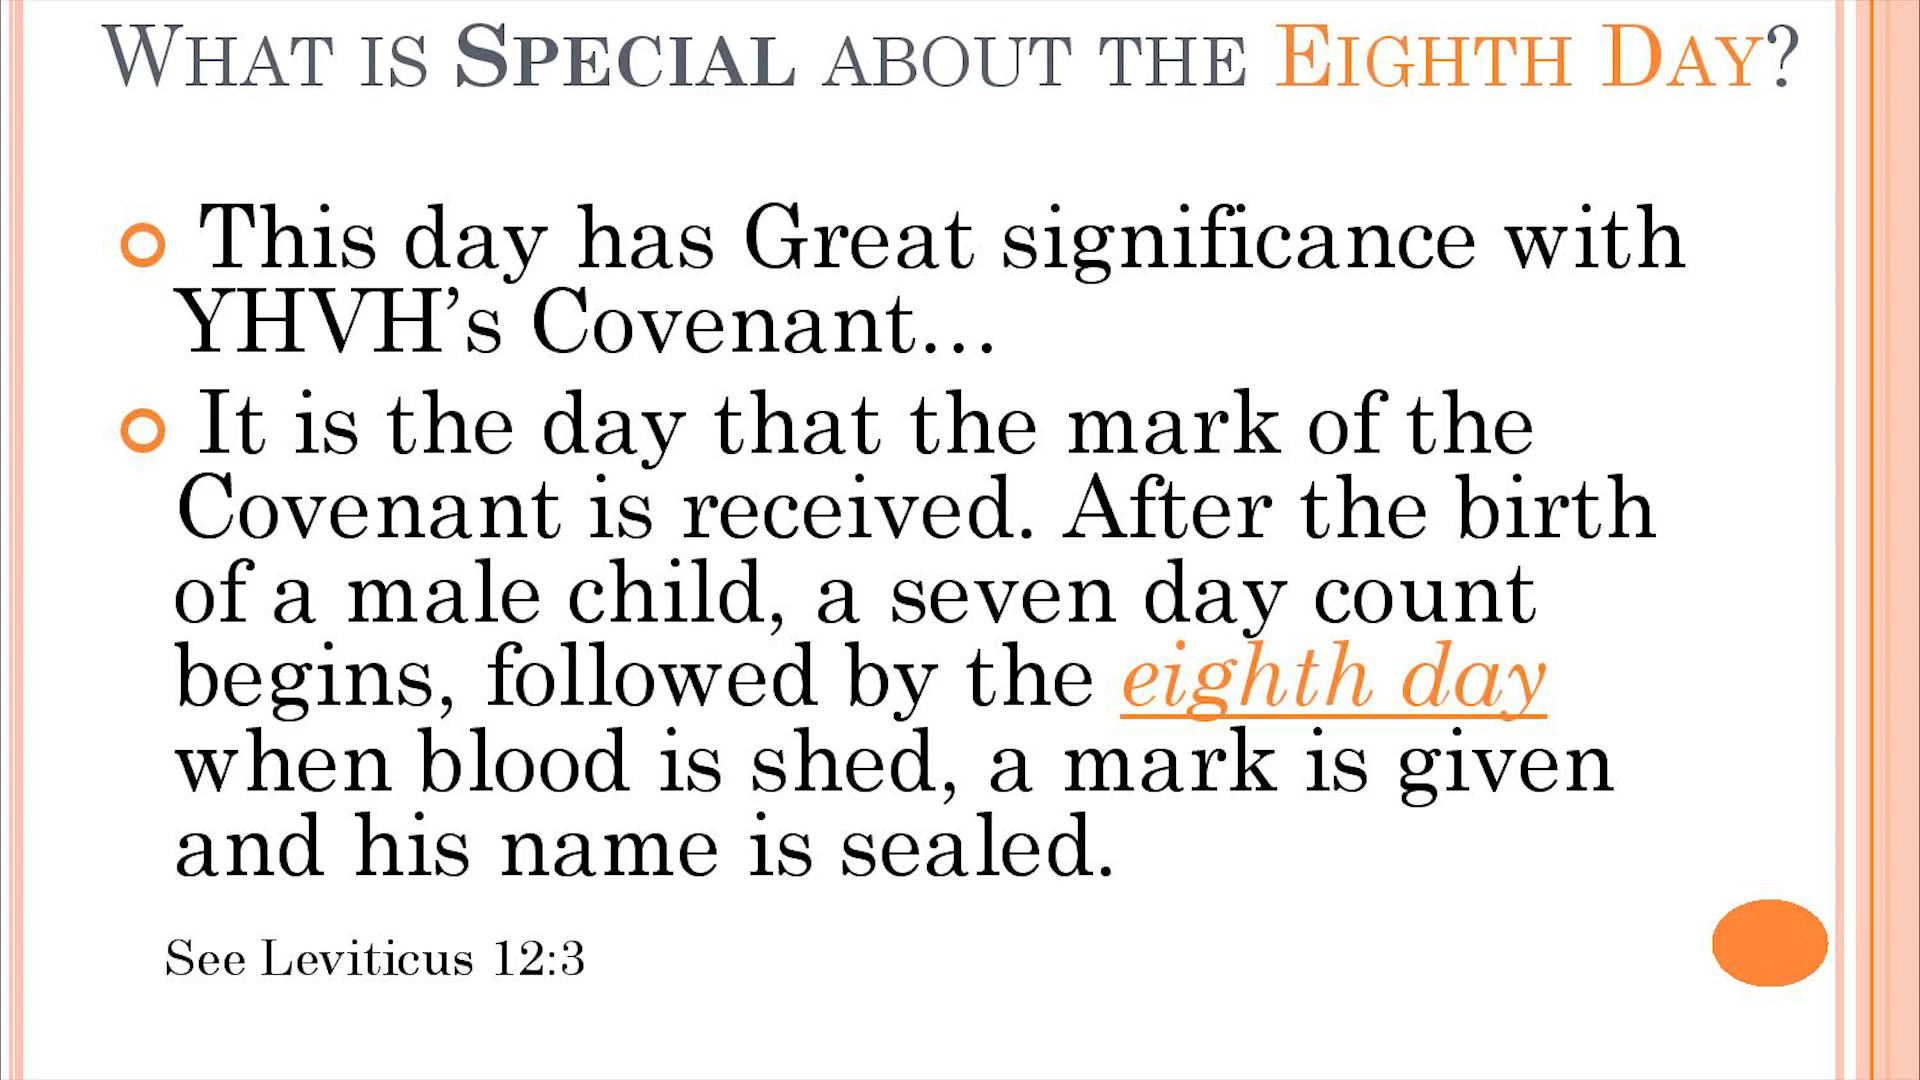 WHAT IS SPECIAL ABOUT THE EIGHTH DAY?
This day has Great significance with
YHVH’s Covenant...
It is the day that the mark of the
Covenant is received. After the birth
of a male child, a seven day count
begins, followed by the eighth day
when blood is shed, a mark is given
and his name is sealed.
See Leviticus 12:3